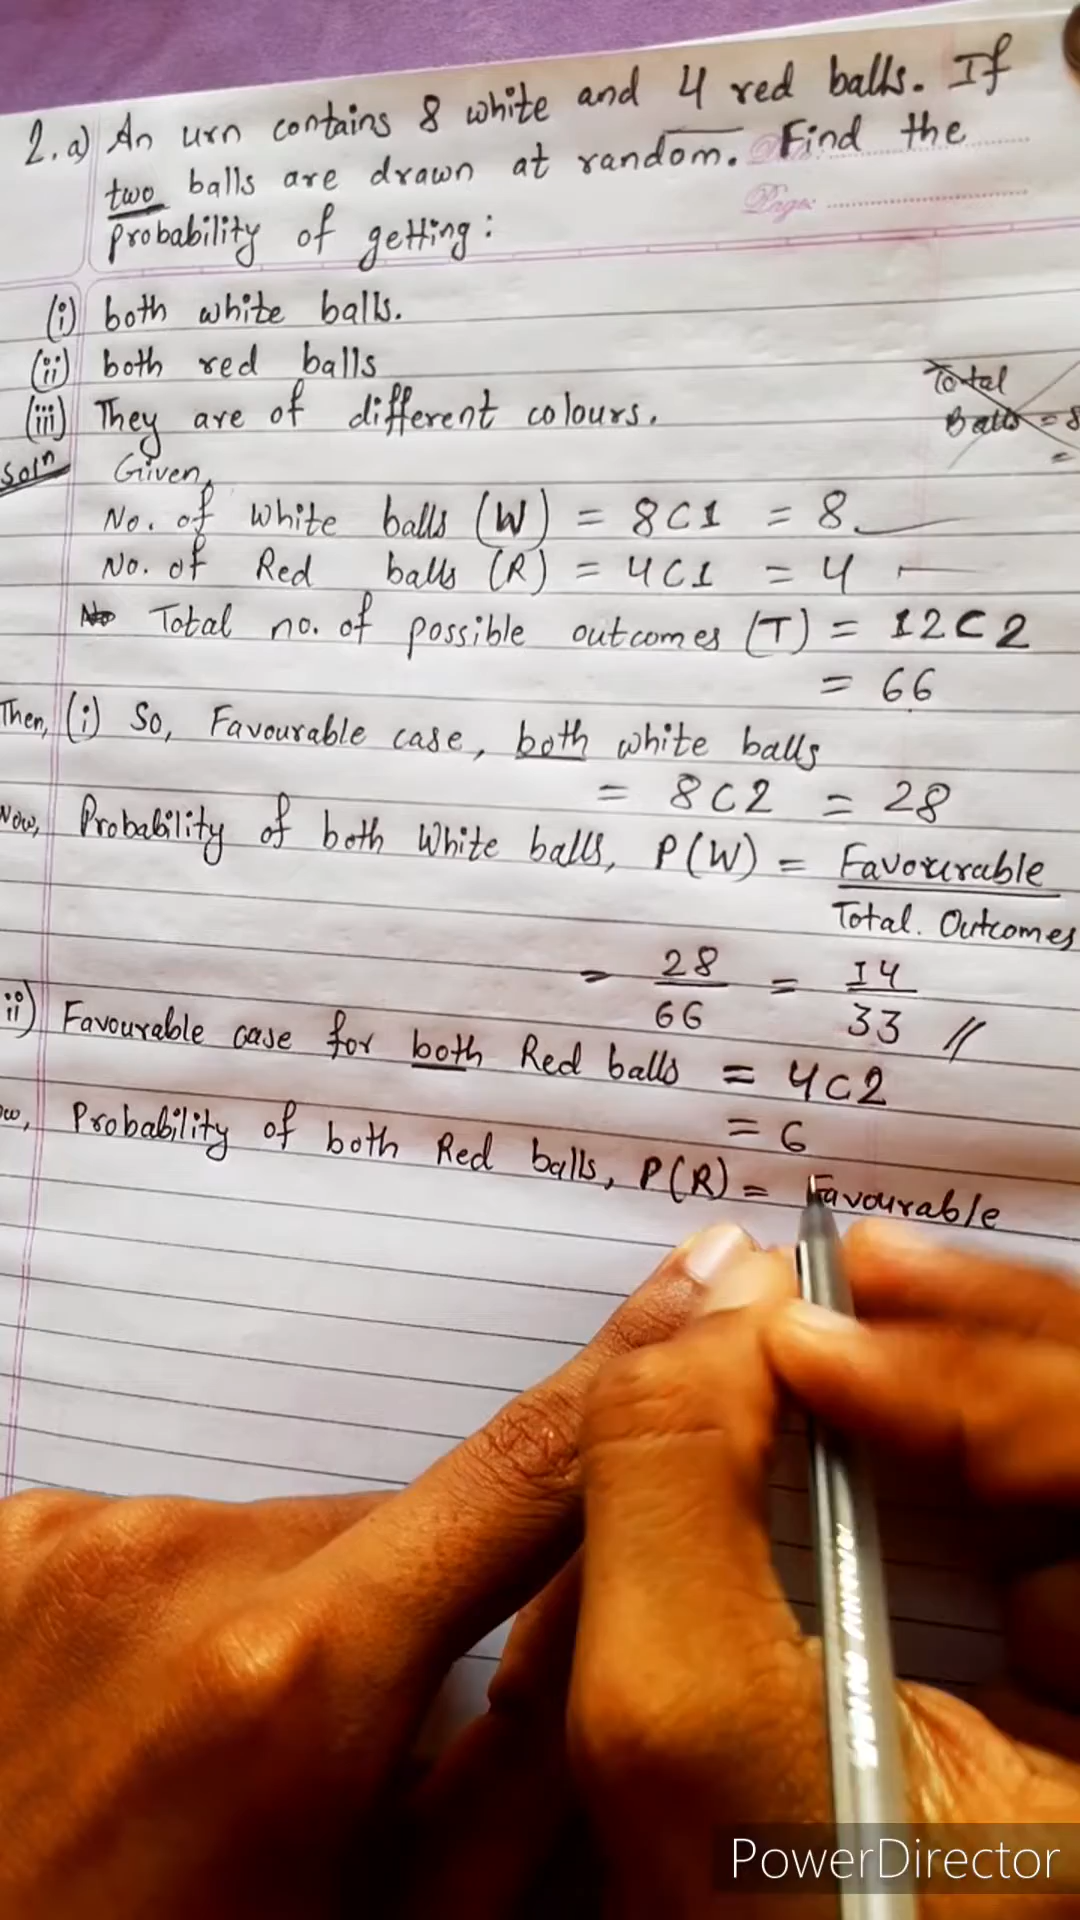 2. a) An urn contains 8 white and 4 red balls. If
two balls are drawn at random. Find the
Page:
probability of getting:
(i) both white balls.
(ii) both red balls
(iii) They are of different colours.
Total
Balls = 8
=
Soln Given,
No. of White balls (W) = 8C1 = 8
No. of Red balls (R) = 4C1 = 4
Total no. of possible outcomes (T) = 12C2
= 66
Then, (i) So, Favourable case, both white balls
= 8C2 = 28
Now, Probability of both White balls, P(W) = Favourable
Total. Outcomes
= 28/66 = 14/33 //
ii) Favourable case for both Red balls = 4C2
= 6
ow, Probability of both Red balls, P(R) = Favourable
PowerDirector